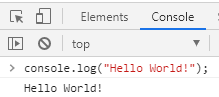 Elements Console
top
> console.log("Hello World!");
Hello World!